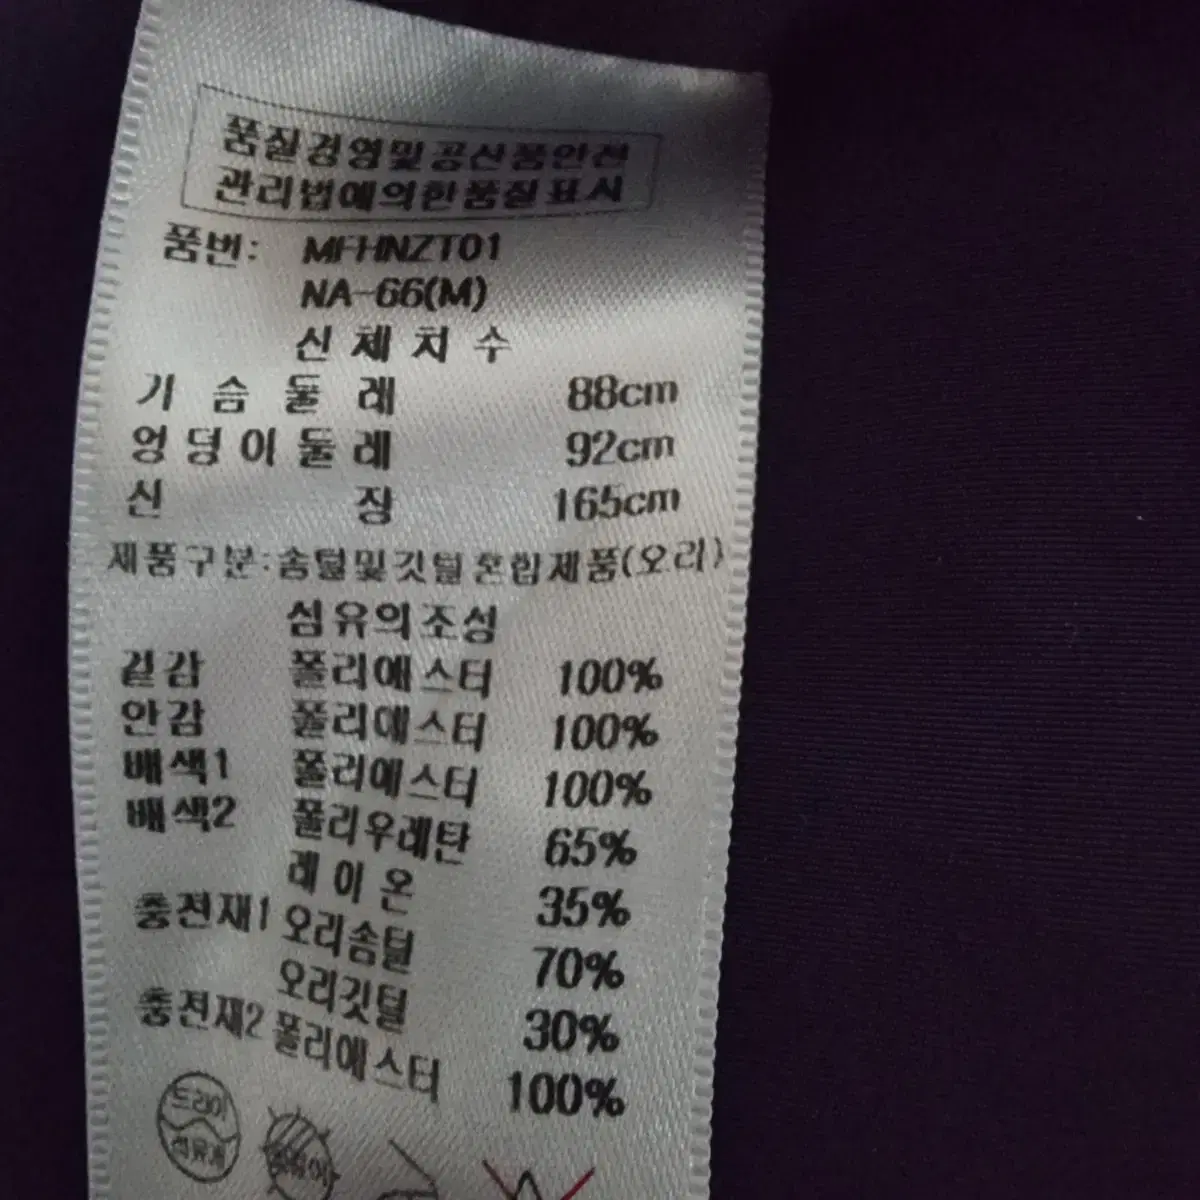 품질경영및공산품안전
관리법에의한품질표시
품번: MFHNZT01
NA-66(M)
신체치수
가슴둘레 88cm
엉덩이둘레 92cm
신장 165cm
제품구분:솜털및깃털혼합제품(오리)
섬유의조성
겉감 폴리에스터 100%
안감 폴리에스터 100%
배색1 폴리에스터 100%
배색2 폴리우레탄 65%
레이온 35%
충전재1 오리솜털 70%
오리깃털 30%
충전재2 폴리에스터 100%
드라이
석유계